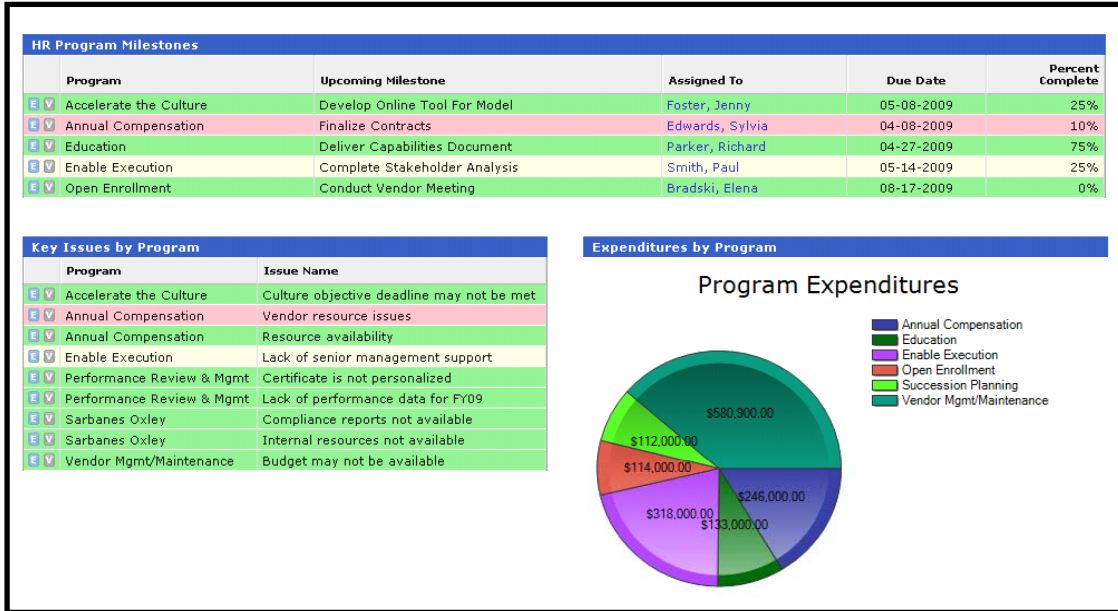 HR Program Milestones
Program Upcoming Milestone Assigned To Due Date Percent Complete
E V Accelerate the Culture Develop Online Tool For Model Foster, Jenny 05-08-2009 25%
E V Annual Compensation Finalize Contracts Edwards, Sylvia 04-08-2009 10%
E V Education Deliver Capabilities Document Parker, Richard 04-27-2009 75%
E V Enable Execution Complete Stakeholder Analysis Smith, Paul 05-14-2009 25%
E V Open Enrollment Conduct Vendor Meeting Bradski, Elena 08-17-2009 0%
Key Issues by Program
Program Issue Name
E V Accelerate the Culture Culture objective deadline may not be met
E V Annual Compensation Vendor resource issues
E V Annual Compensation Resource availability
E V Enable Execution Lack of senior management support
E V Performance Review & Mgmt Certificate is not personalized
E V Performance Review & Mgmt Lack of performance data for FY09
E V Sarbanes Oxley Compliance reports not available
E V Sarbanes Oxley Internal resources not available
E V Vendor Mgmt/Maintenance Budget may not be available
Expenditures by Program
Program Expenditures
Annual Compensation
Education
Enable Execution
Open Enrollment
Succession Planning
Vendor Mgmt/Maintenance
$580,900.00
$112,000.00
$114,000.00
$246,000.00
$318,000.00
$133,000.00